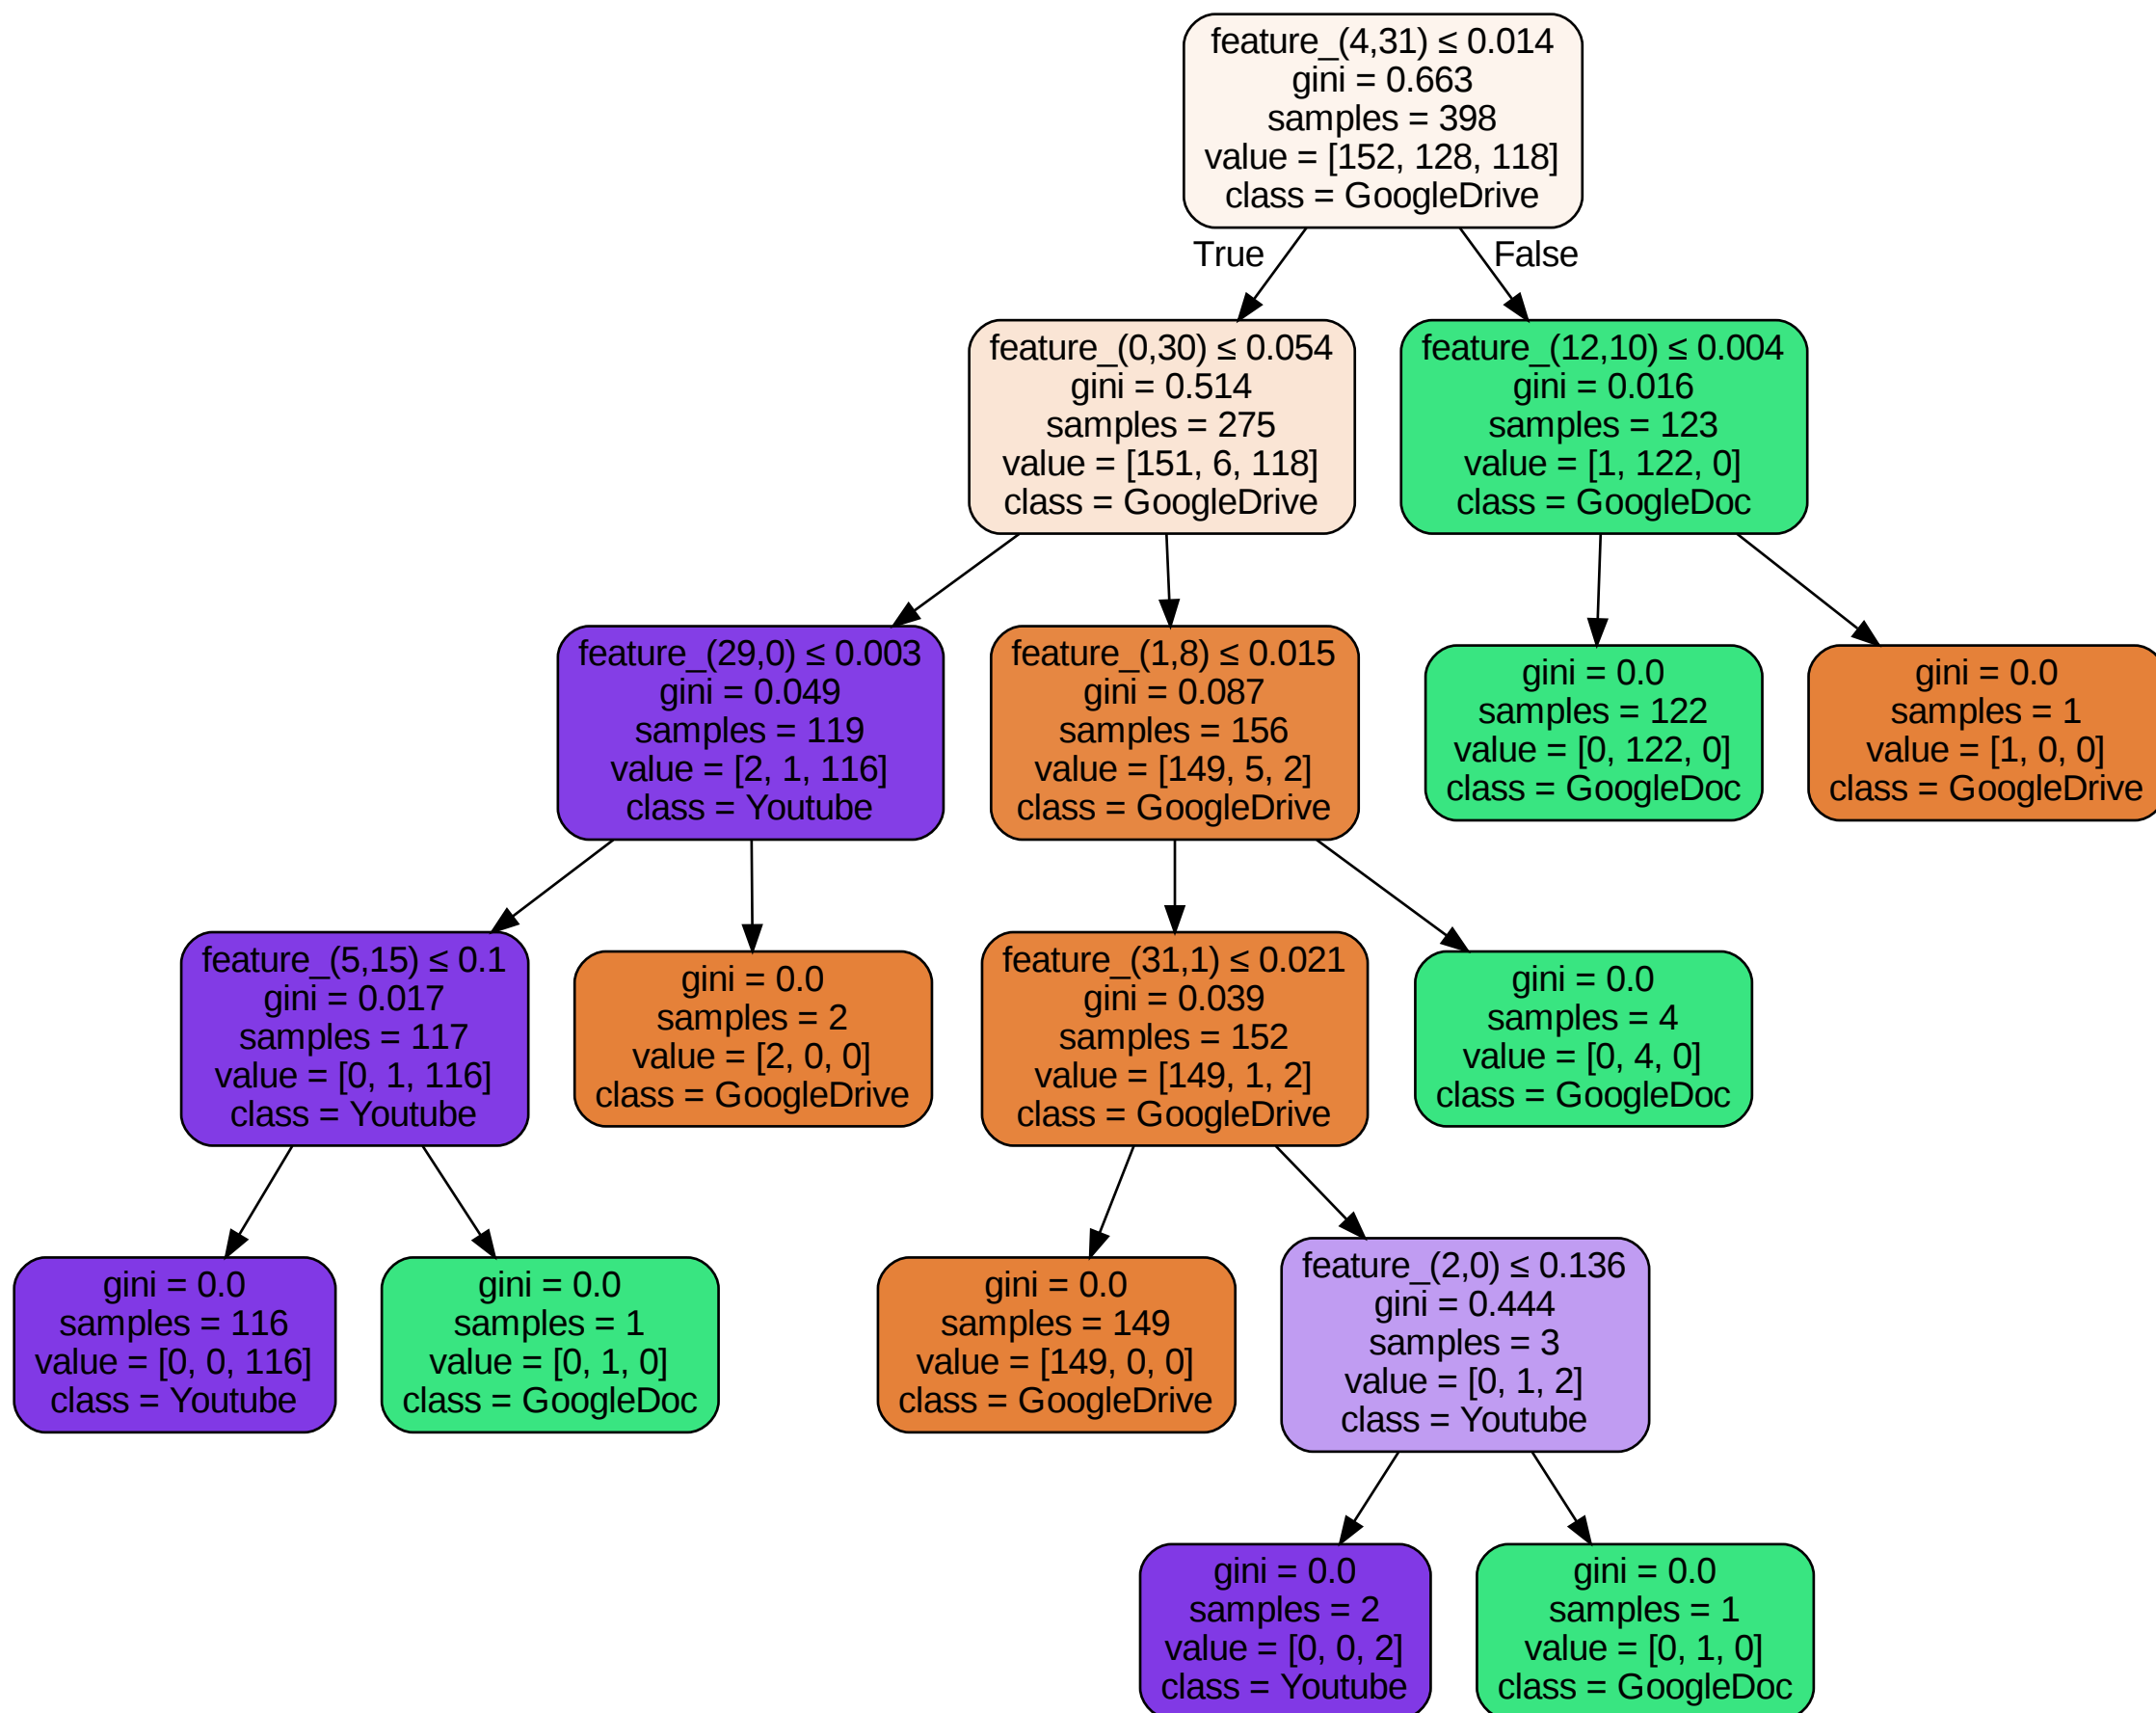 feature_(4,31) ≤ 0.014
gini = 0.663
samples = 398
value = [152, 128, 118]
class = GoogleDrive
True
False
feature_(0,30) ≤ 0.054
gini = 0.514
samples = 275
value = [151, 6, 118]
class = GoogleDrive
feature_(12,10) ≤ 0.004
gini = 0.016
samples = 123
value = [1, 122, 0]
class = GoogleDoc
feature_(29,0) ≤ 0.003
gini = 0.049
samples = 119
value = [2, 1, 116]
class = Youtube
feature_(1,8) ≤ 0.015
gini = 0.087
samples = 156
value = [149, 5, 2]
class = GoogleDrive
gini = 0.0
samples = 122
value = [0, 122, 0]
class = GoogleDoc
gini = 0.0
samples = 1
value = [1, 0, 0]
class = GoogleDrive
feature_(5,15) ≤ 0.1
gini = 0.017
samples = 117
value = [0, 1, 116]
class = Youtube
gini = 0.0
samples = 2
value = [2, 0, 0]
class = GoogleDrive
feature_(31,1) ≤ 0.021
gini = 0.039
samples = 152
value = [149, 1, 2]
class = GoogleDrive
gini = 0.0
samples = 4
value = [0, 4, 0]
class = GoogleDoc
gini = 0.0
samples = 116
value = [0, 0, 116]
class = Youtube
gini = 0.0
samples = 1
value = [0, 1, 0]
class = GoogleDoc
gini = 0.0
samples = 149
value = [149, 0, 0]
class = GoogleDrive
feature_(2,0) ≤ 0.136
gini = 0.444
samples = 3
value = [0, 1, 2]
class = Youtube
gini = 0.0
samples = 2
value = [0, 0, 2]
class = Youtube
gini = 0.0
samples = 1
value = [0, 1, 0]
class = GoogleDoc